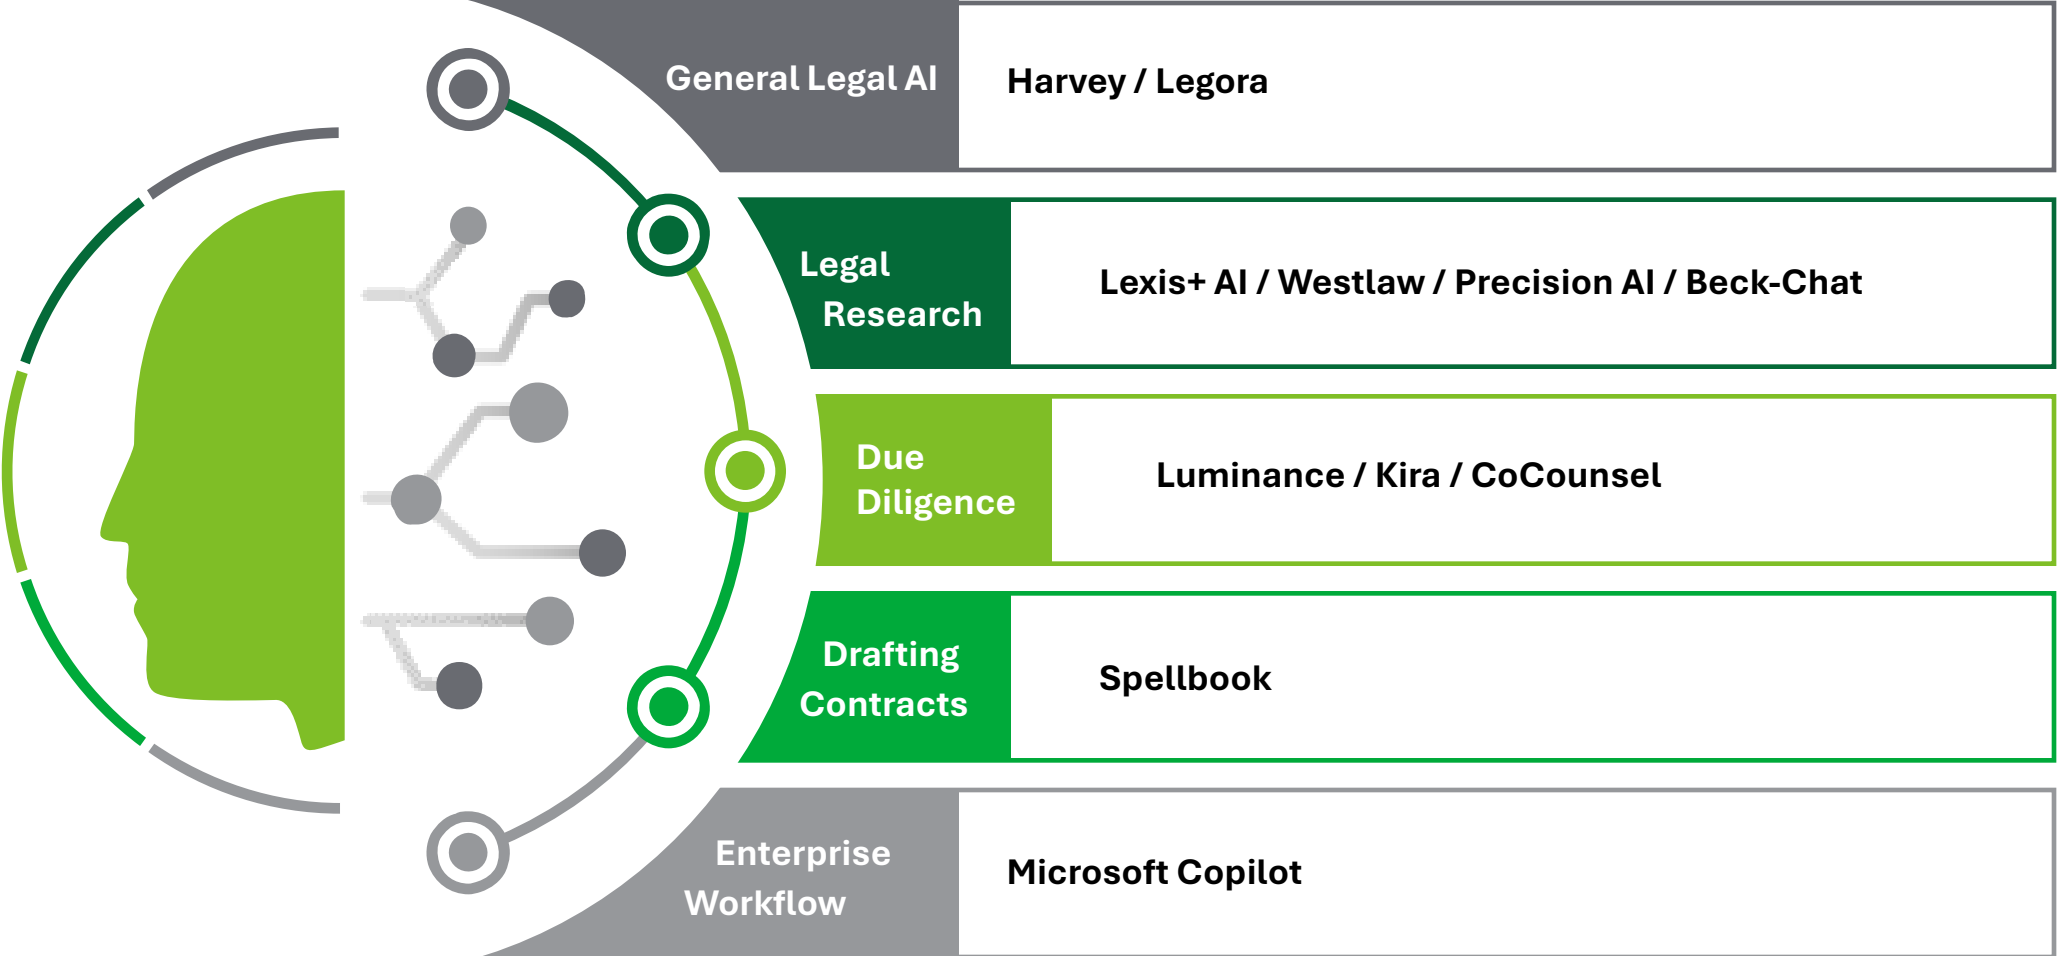 General Legal AI
Harvey / Legora
Legal
Research
Lexis+ AI / Westlaw / Precision AI / Beck-Chat
Due
Diligence
Luminance / Kira / CoCounsel
Drafting
Contracts
Spellbook
Enterprise
Workflow
Microsoft Copilot